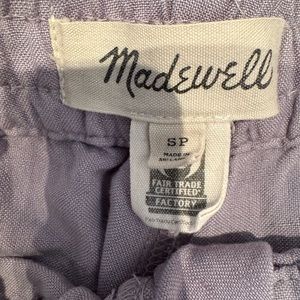 Madewell
SP
MADE IN
FAIR TRADE
CERTIFIED
FACTORY